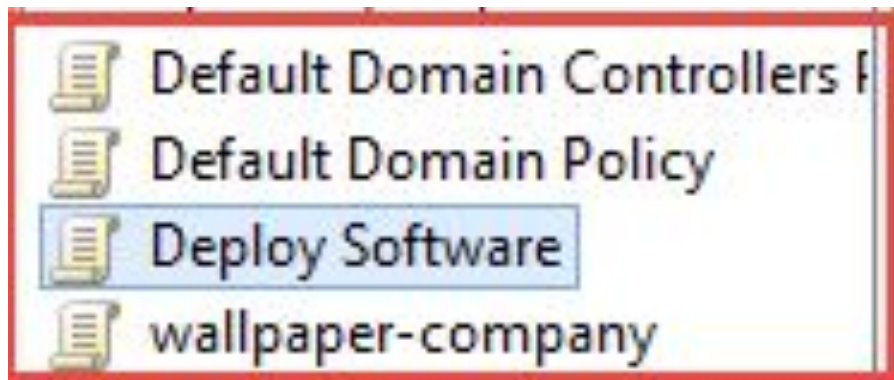 Default Domain Controllers
Default Domain Policy
Deploy Software
wallpaper-company